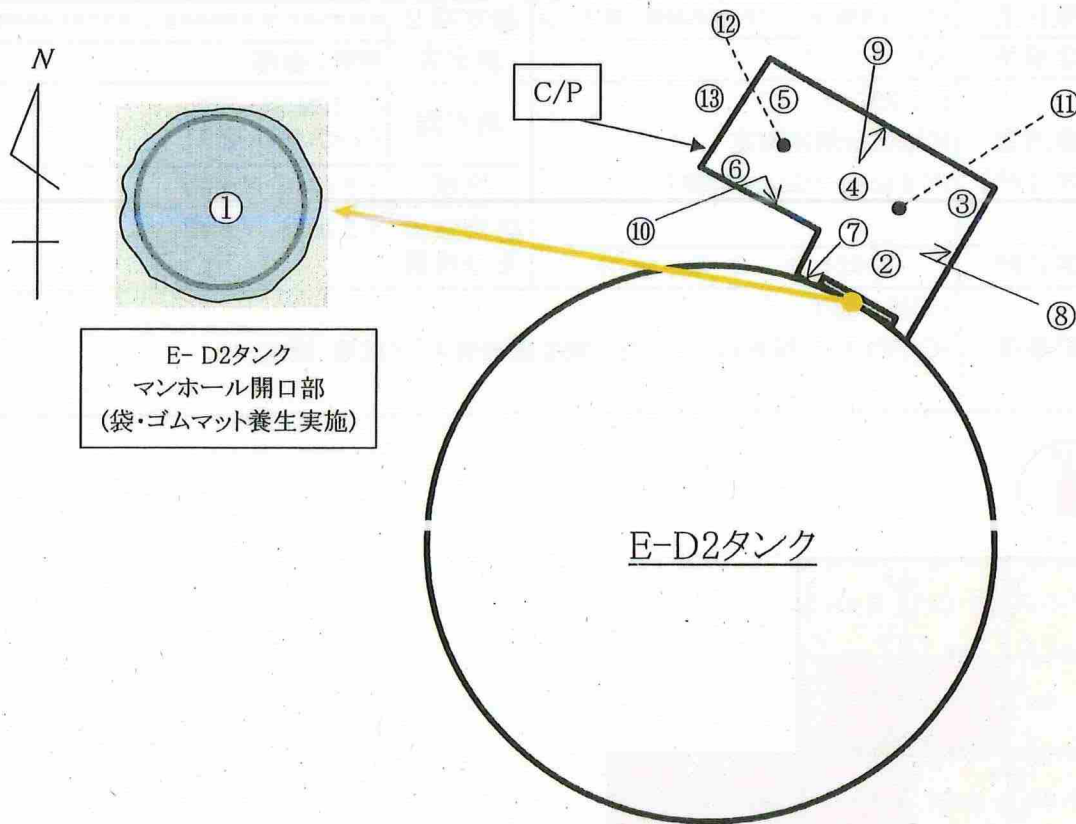 N
①
E- D2タンク
マンホール開口部
(袋・ゴムマット養生実施)
C/P
⑫
⑨
⑬
⑤
⑪
⑥
④
③
⑩
⑦
②
⑧
E-D2タンク